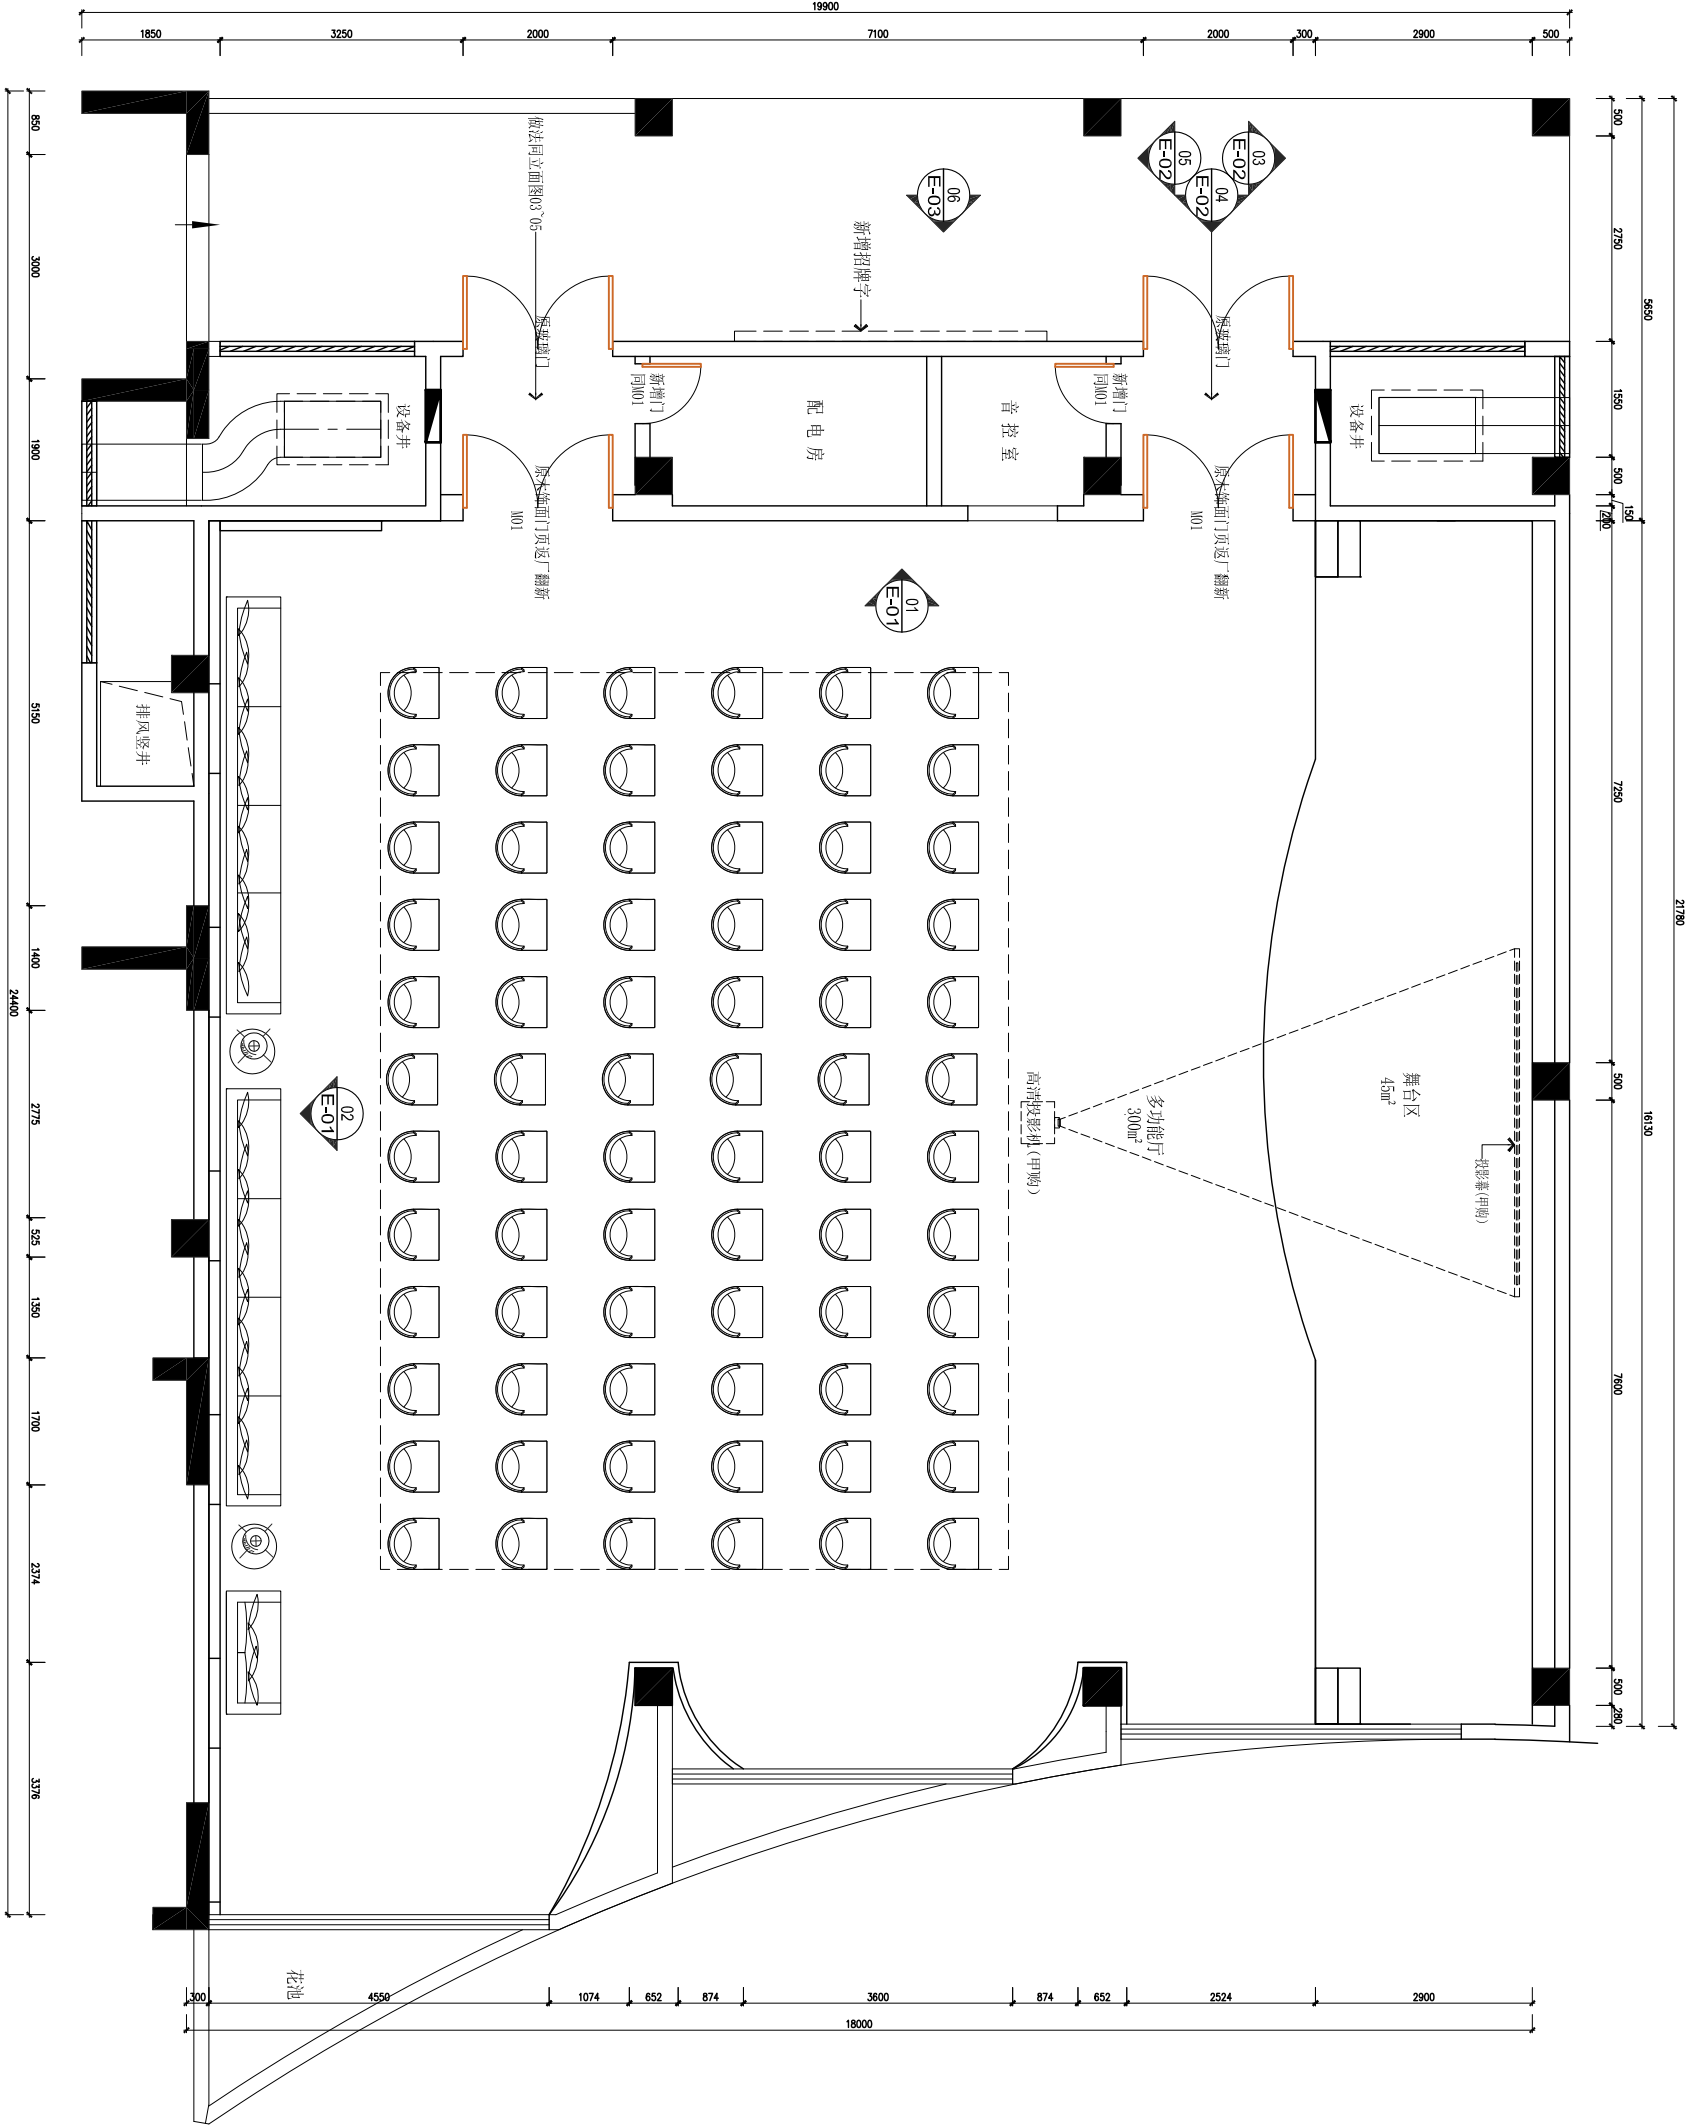 19900
1850
3250
2000
7100
2000
300
2900
500
850
3000
1900
5150
1400
2775
525
1350
1700
2374
3376
24400
500
2750
1550
500
150
200
7250
500
7600
500
280
5650
16130
21780
做法同立面图03~05
06
E-03
05
E-02
04
E-02
03
E-02
新增招牌字
原玻璃门
原玻璃门
设备井
新增门
同M01
配电房
音控室
新增门
同M01
设备井
原木饰面门页返厂翻新
M01
原木饰面门页返厂翻新
M01
01
E-01
排风竖井
02
E-01
高清投影机(甲购)
多功能厅
300m²
舞台区
45m²
投影幕(甲购)
花池
300
4550
1074
652
874
3600
874
652
2524
2900
18000